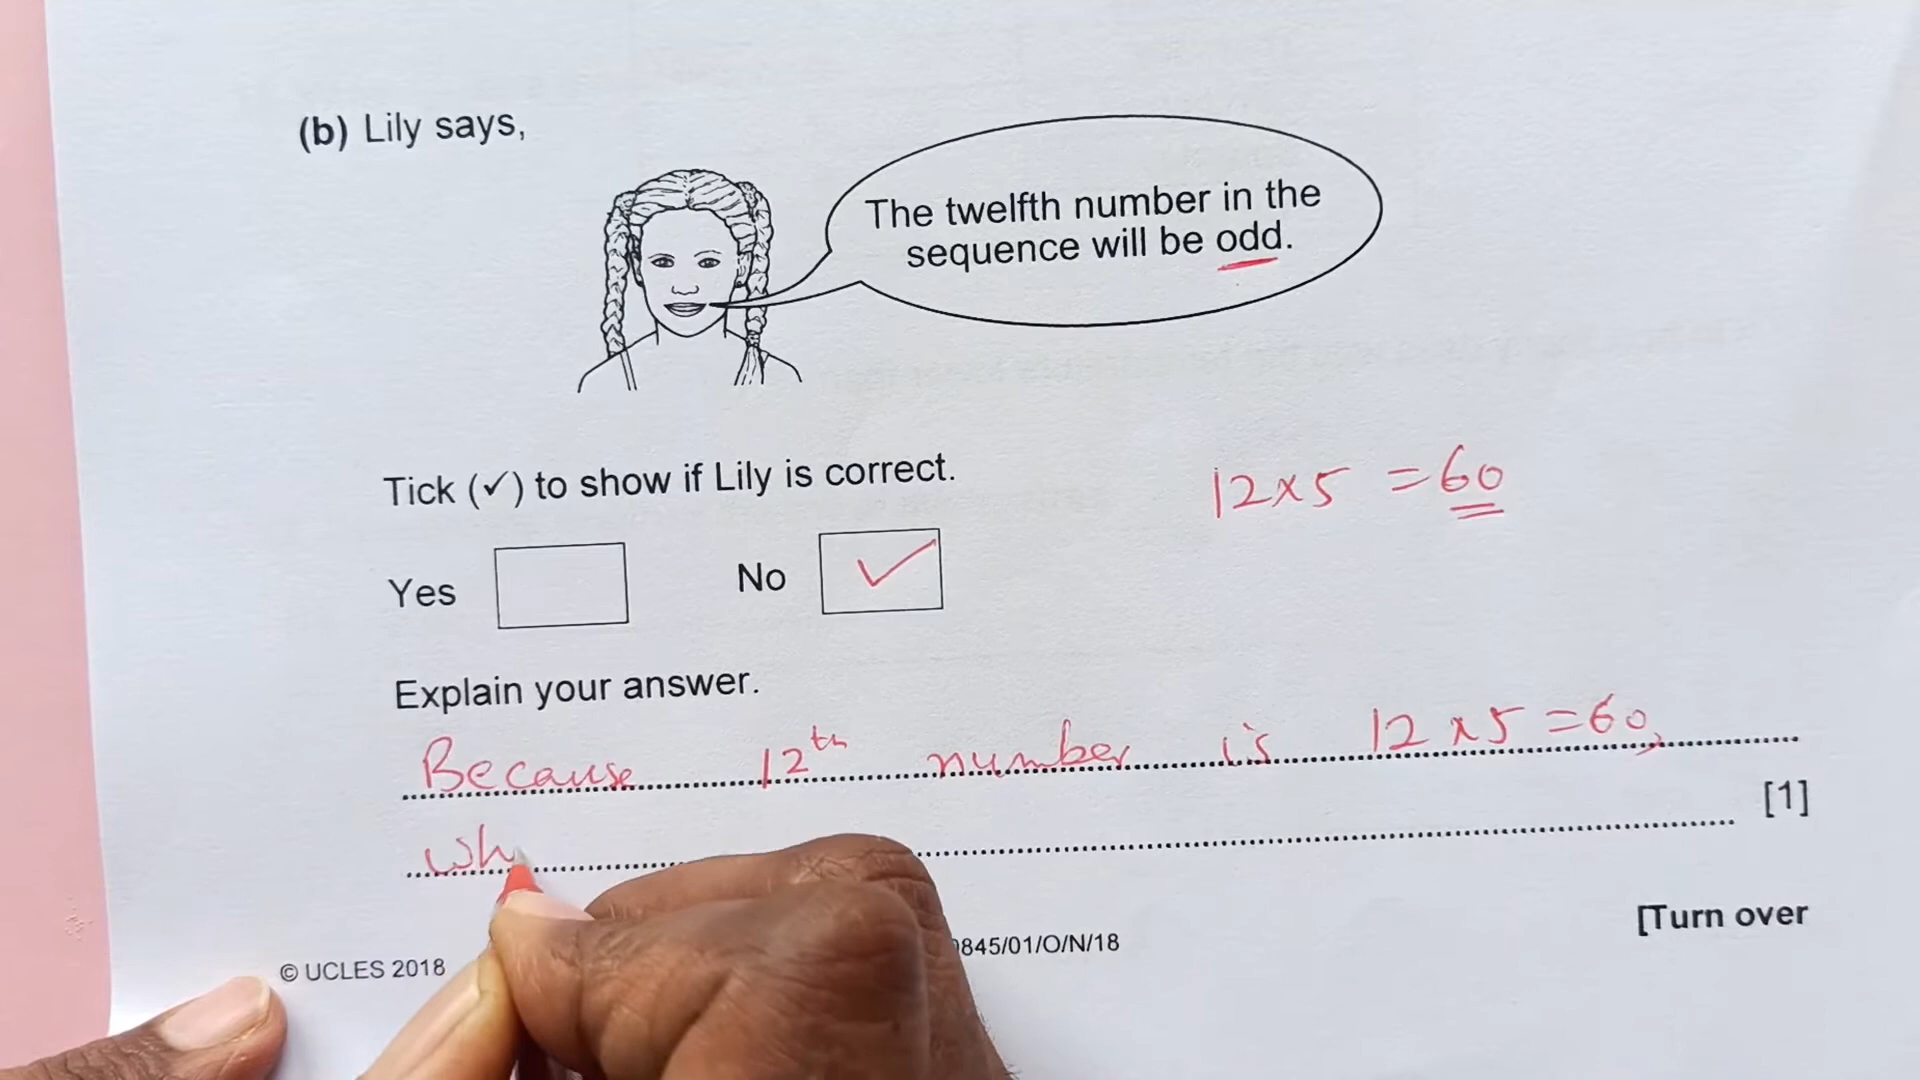 (b) Lily says,
The twelfth number in the
sequence will be odd.
Tick (✓) to show if Lily is correct.
12x5 = 60
Yes
No ✓
Explain your answer.
Because 12th number is 12 x 5 = 60,
wh
[1]
[Turn over
© UCLES 2018
845/01/O/N/18